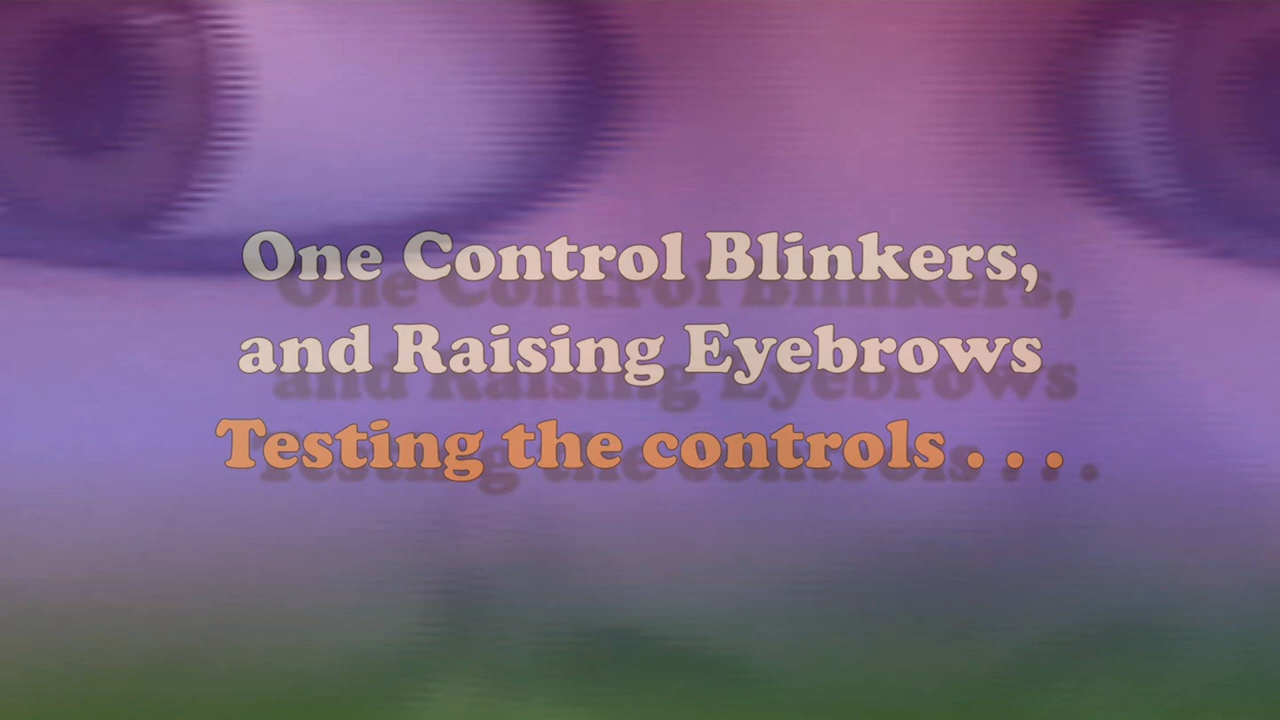 One Control Blinkers,
and Raising Eyebrows
Testing the controls . . .